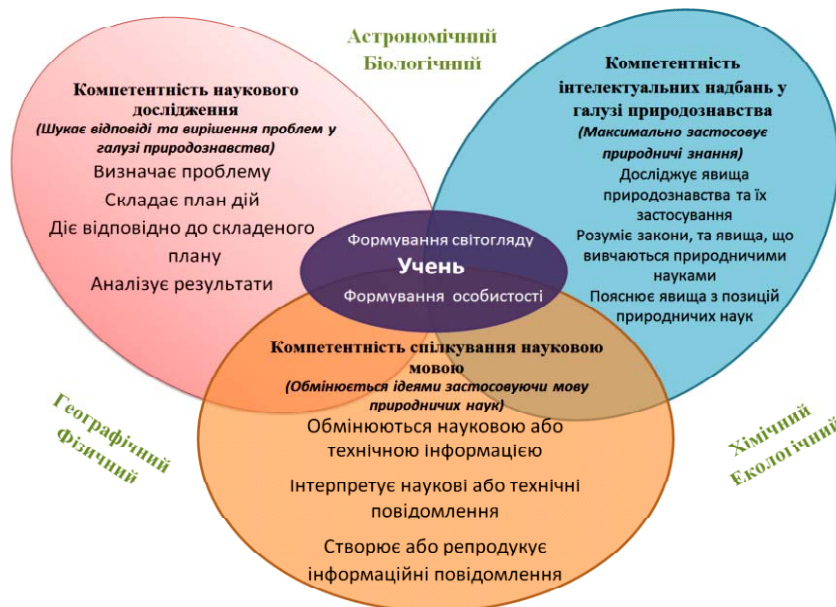 Астрономічний
Біологічний
Компетентність наукового
дослідження
(Шукає відповіді та вирішення проблем у
галузі природознавства)
Визначає проблему
Складає план дій
Діє відповідно до складеного
плану
Аналізує результати
Компетентність
інтелектуальних надбань у
галузі природознавства
(Максимально застосовує
природничі знання)
Досліджує явища
природознавства та їх
застосування
Розуміє закони, та явища, що
вивчаються природничими
науками
Пояснює явища з позицій
природничих наук
Формування світогляду
Учень
Формування особистості
Компетентність спілкування науковою
мовою
(Обмінюється ідеями застосовуючи мову
природничих наук)
Обмінюються науковою або
технічною інформацією
Інтерпретує наукові або технічні
повідомлення
Створює або репродукує
інформаційні повідомлення
Географічний
Фізичний
Хімічний
Екологічний